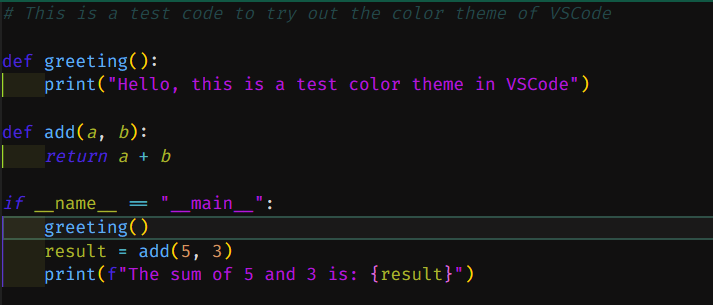 # This is a test code to try out the color theme of VSCode
def greeting():
    print("Hello, this is a test color theme in VSCode")
def add(a, b):
    return a + b
if __name__ == "__main__":
    greeting()
    result = add(5, 3)
    print(f"The sum of 5 and 3 is: {result}")